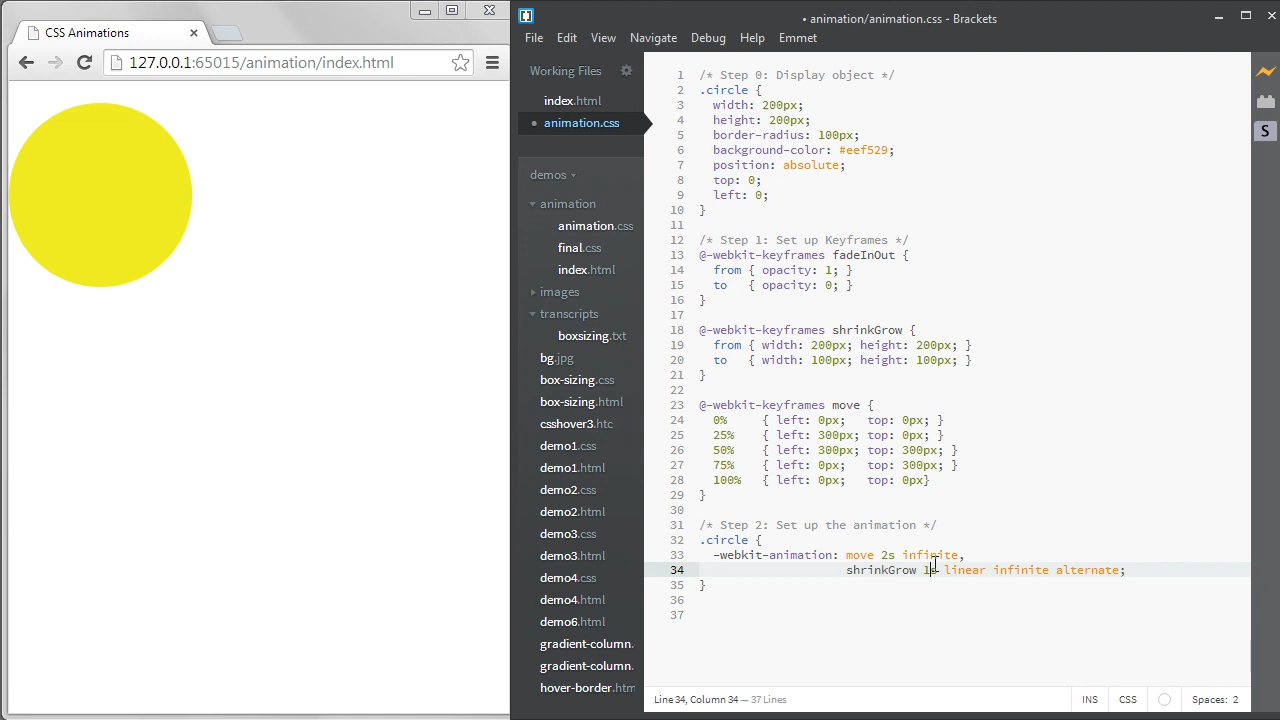 CSS Animations
127.0.0.1:65015/animation/index.html
• animation/animation.css - Brackets
File Edit View Navigate Debug Help Emmet
Working Files
index.html
animation.css
demos
animation
animation.css
final.css
index.html
images
transcripts
boxsizing.txt
bg.jpg
box-sizing.css
box-sizing.html
csshover3.htc
demo1.css
demo1.html
demo2.css
demo2.html
demo3.css
demo3.html
demo4.css
demo4.html
demo6.html
gradient-column.
gradient-column.
hover-border.htm
1 /* Step 0: Display object */
2 .circle {
3 width: 200px;
4 height: 200px;
5 border-radius: 100px;
6 background-color: #eef529;
7 position: absolute;
8 top: 0;
9 left: 0;
10 }
11
12 /* Step 1: Set up Keyframes */
13 @-webkit-keyframes fadeInOut {
14 from { opacity: 1; }
15 to { opacity: 0; }
16 }
17
18 @-webkit-keyframes shrinkGrow {
19 from { width: 200px; height: 200px; }
20 to { width: 100px; height: 100px; }
21 }
22
23 @-webkit-keyframes move {
24 0% { left: 0px; top: 0px; }
25 25% { left: 300px; top: 0px; }
26 50% { left: 300px; top: 300px; }
27 75% { left: 0px; top: 300px; }
28 100% { left: 0px; top: 0px}
29 }
30
31 /* Step 2: Set up the animation */
32 .circle {
33 -webkit-animation: move 2s infinite,
34 shrinkGrow 1s linear infinite alternate;
35 }
36
37
S
Line 34, Column 34 — 37 Lines
INS CSS Spaces: 2